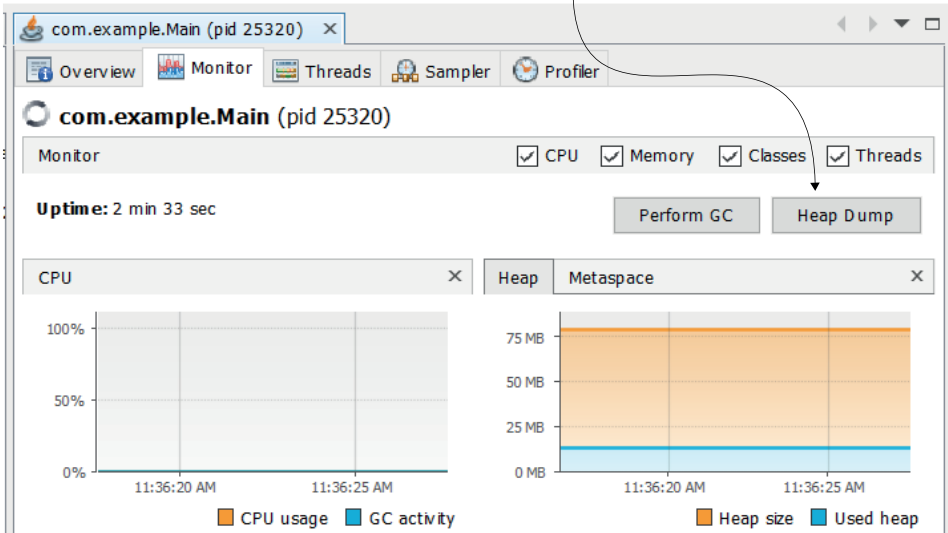 com.example.Main (pid 25320)
Overview Monitor Threads Sampler Profiler
com.example.Main (pid 25320)
Monitor CPU Memory Classes Threads
Uptime: 2 min 33 sec Perform GC Heap Dump
CPU Heap Metaspace
100%
50%
0%
11:36:20 AM 11:36:25 AM
CPU usage GC activity
75 MB
50 MB
25 MB
0 MB
11:36:20 AM 11:36:25 AM
Heap size Used heap